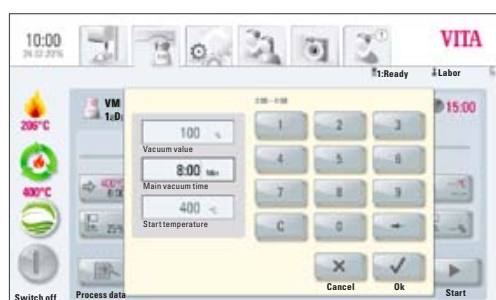 10:00
VITA
1:Ready
Labor
206°C
VM
15:00
100 %
Vacuum value
1 2 3
8:00 Min
Main vacuum time
4 5 6
400°C
400 °C
Start temperature
7 8 9
C 0
Cancel
Ok
Switch off
Process data
Start